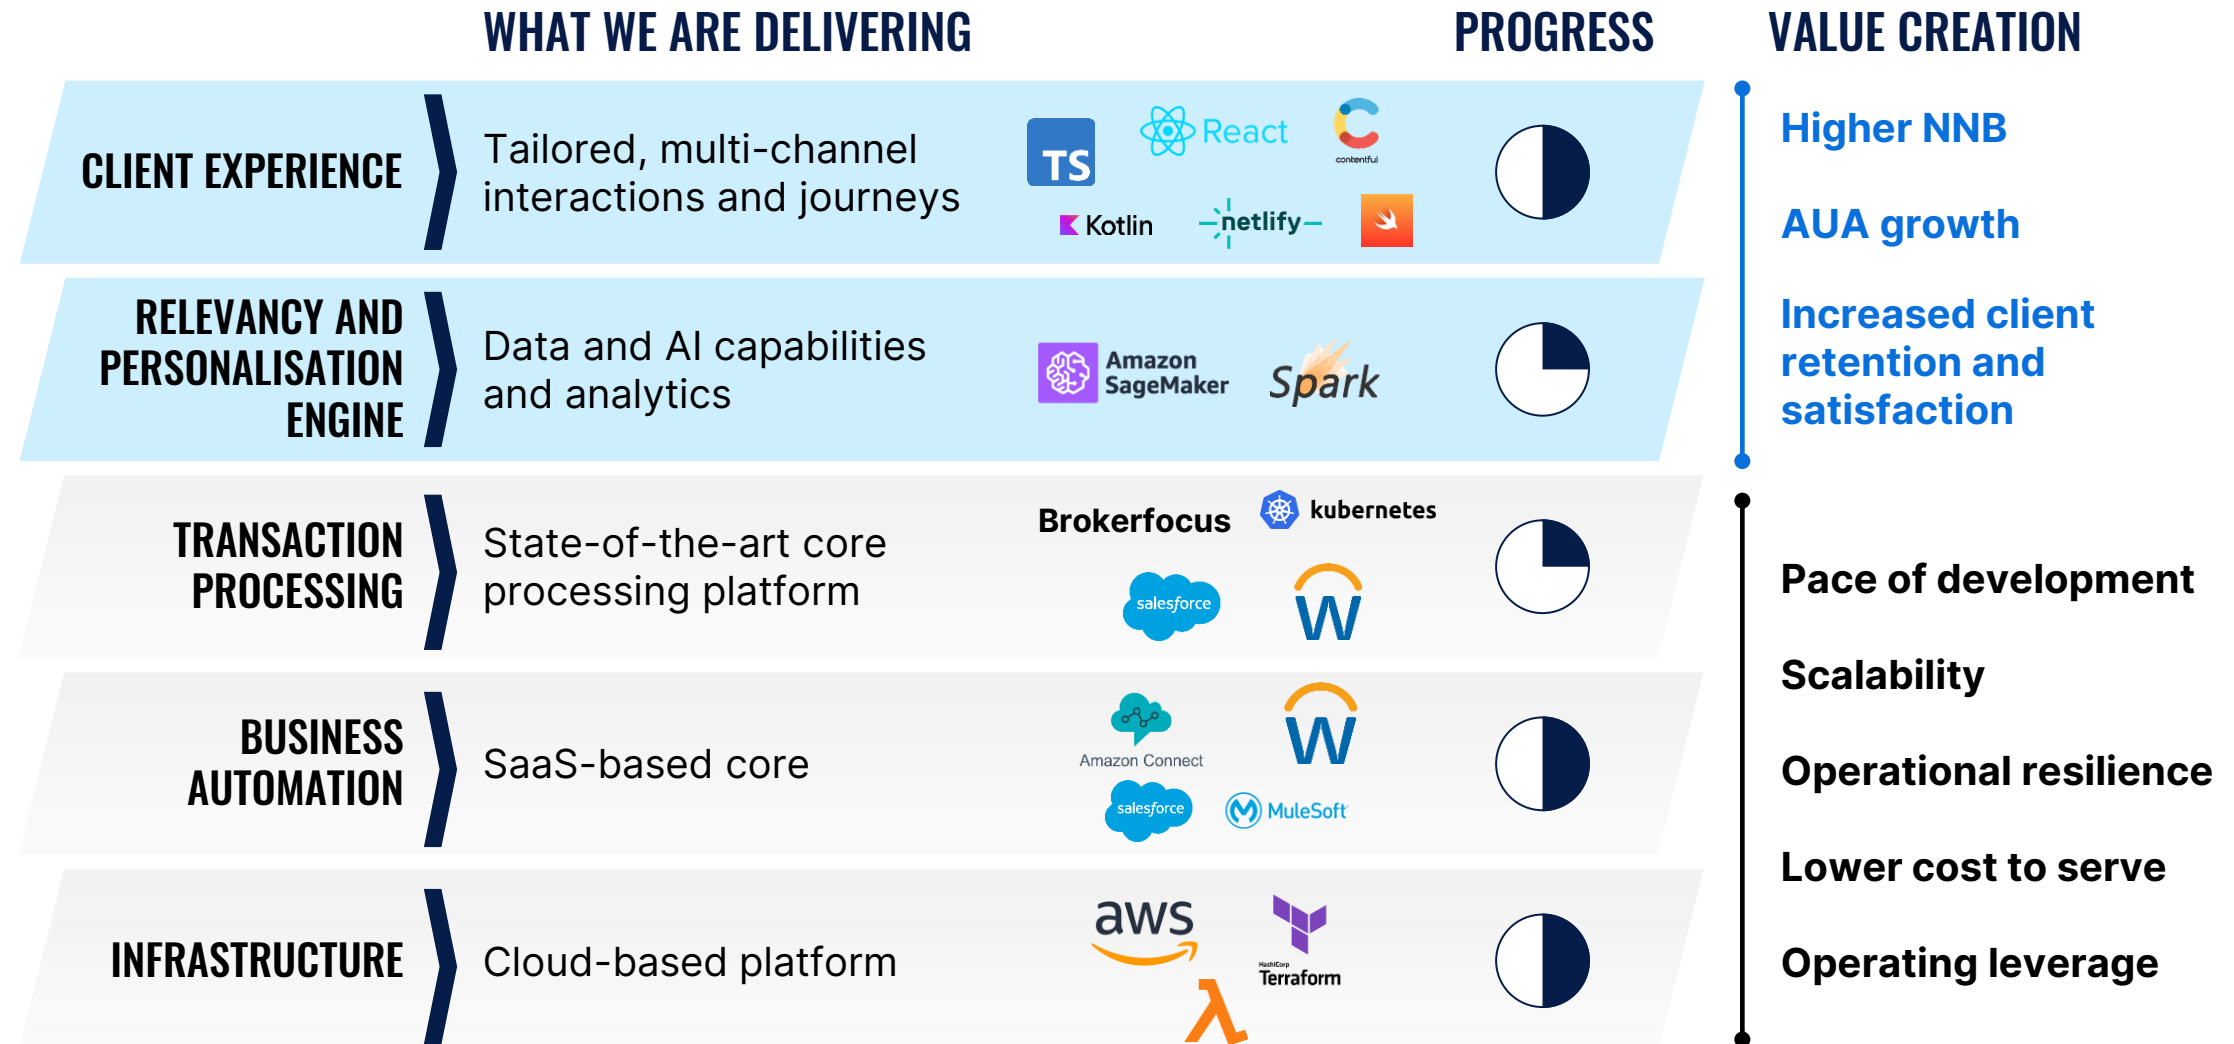 WHAT WE ARE DELIVERING
PROGRESS
VALUE CREATION
CLIENT EXPERIENCE
Tailored, multi-channel
interactions and journeys
TS
React
contentful
Kotlin
netlify
RELEVANCY AND
PERSONALISATION
ENGINE
Data and AI capabilities
and analytics
Amazon
SageMaker
Spark
Higher NNB
AUA growth
Increased client
retention and
satisfaction
TRANSACTION
PROCESSING
State-of-the-art core
processing platform
Brokerfocus
kubernetes
salesforce
W
BUSINESS
AUTOMATION
SaaS-based core
Amazon Connect
W
salesforce
MuleSoft
INFRASTRUCTURE
Cloud-based platform
aws
HashiCorp
Terraform
λ
Pace of development
Scalability
Operational resilience
Lower cost to serve
Operating leverage